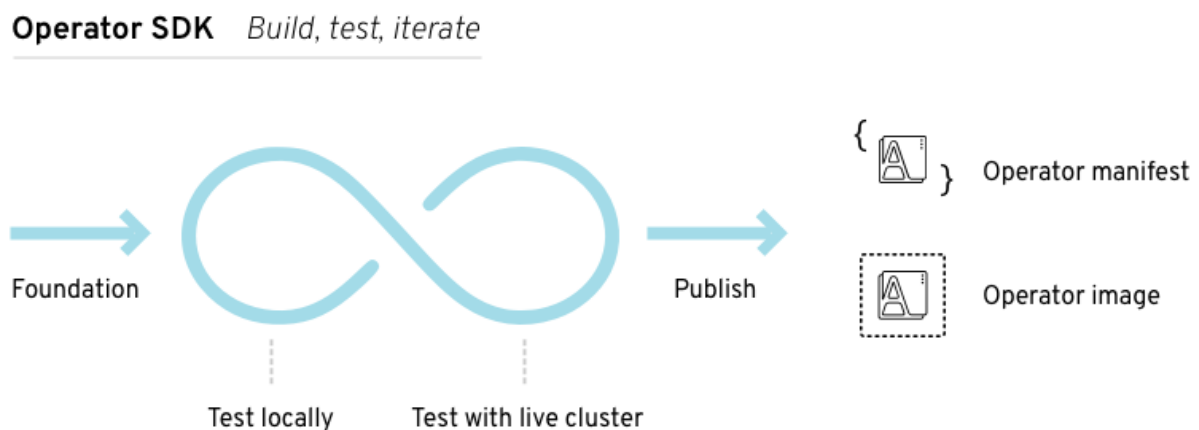 Operator SDK Build, test, iterate
{ A }
Operator manifest
Foundation
Publish
A
Operator image
Test locally
Test with live cluster